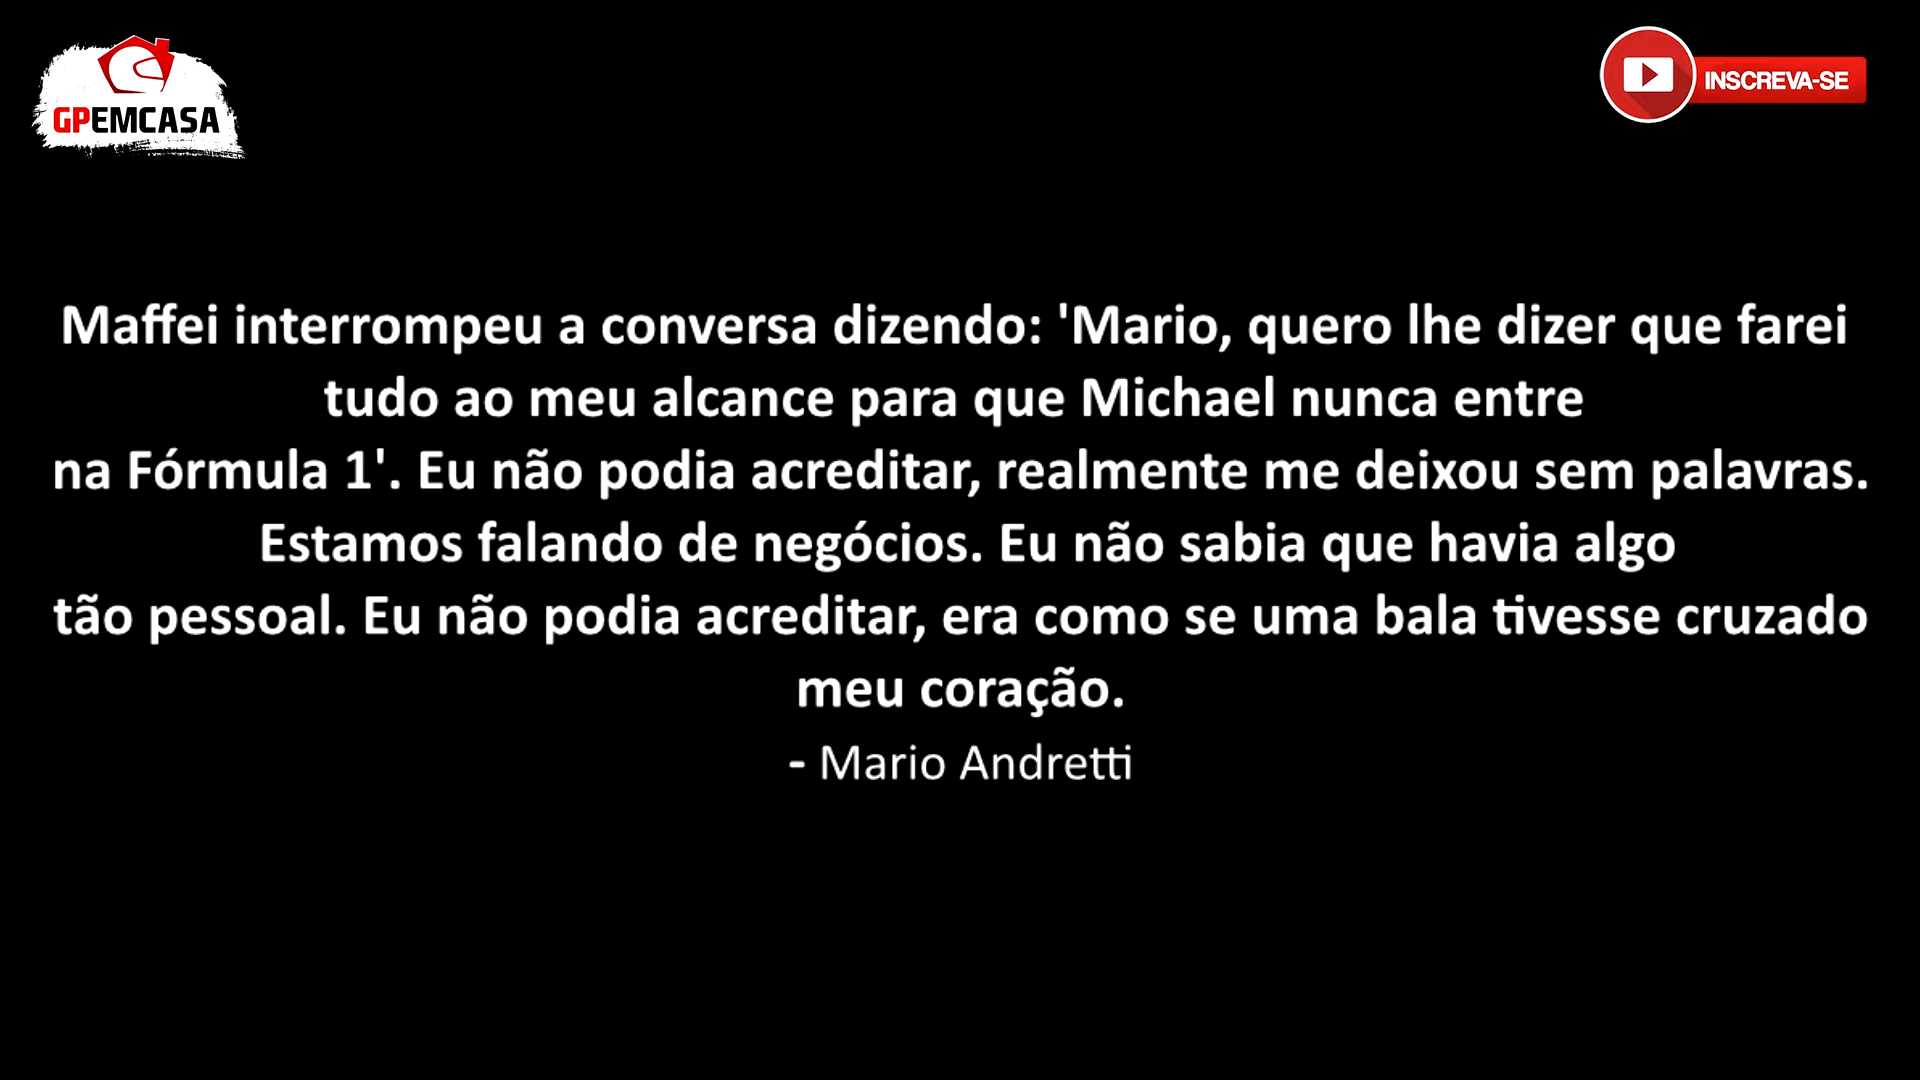 GPEMCASA
INSCREVA-SE
Maffei interrompeu a conversa dizendo: 'Mario, quero lhe dizer que farei
tudo ao meu alcance para que Michael nunca entre
na Fórmula 1'. Eu não podia acreditar, realmente me deixou sem palavras.
Estamos falando de negócios. Eu não sabia que havia algo
tão pessoal. Eu não podia acreditar, era como se uma bala tivesse cruzado
meu coração.
- Mario Andretti